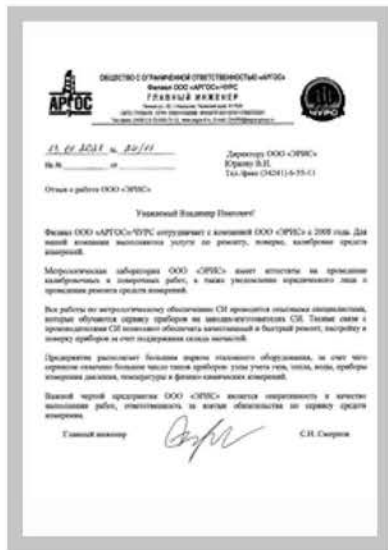 ОБЩЕСТВО С ОГРАНИЧЕННОЙ ОТВЕТСТВЕННОСТЬЮ «АРГОС»
Филиал ООО «АРГОС»-ЧУРС
ГЛАВНЫЙ ИНЖЕНЕР
АРГОС
ЧУРС
Директору ООО «ЭРИС»
Юркову В.И.
Тел./факс (34241) 6-55-11
На №
от
Отзыв о работе ООО «ЭРИС»
Уважаемый Владимир Иванович!
Филиал ООО «АРГОС»-ЧУРС сотрудничает с компанией ООО «ЭРИС» с 2008 года. Для
нашей компании выполняются услуги по ремонту, поверке, калибровке средств
измерений.
Метрологическая лаборатория ООО «ЭРИС» имеет аттестаты на проведение
калибровочных и поверочных работ, а также уведомление юридического лица о
проведении ремонта средств измерений.
Все работы по метрологическому обеспечению СИ проводятся опытными специалистами,
которые обучаются сервису приборов на заводах-изготовителях СИ. Тесные связи с
производителями СИ позволяют обеспечить качественный и быстрый ремонт, настройку и
поверку приборов за счет поддержания склада запчастей.
Предприятие располагает большим парком эталонного оборудования, за счет чего
сервисом охвачено большое число типов приборов: узлы учета газа, тепла, воды, приборы
измерения давления, температуры и физико-химических измерений.
Важной чертой предприятия ООО «ЭРИС» является оперативность и качество
выполнения работ, ответственность за взятые обязательства по сервису средств
измерения.
Главный инженер
С.Н. Смирнов